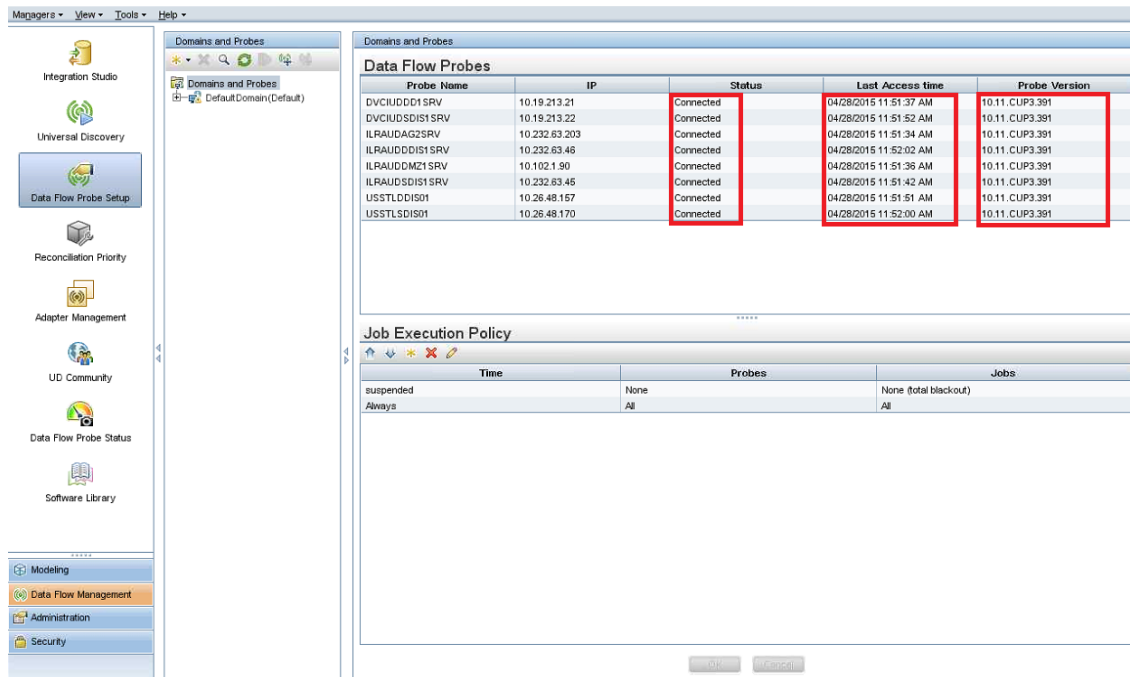 Managers View Tools Help
Integration Studio
Universal Discovery
Data Flow Probe Setup
Reconciliation Priority
Adapter Management
UD Community
Data Flow Probe Status
Software Library
Modeling
Data Flow Management
Administration
Security
Domains and Probes
Domains and Probes
DefaultDomain(Default)
Domains and Probes
Data Flow Probes
Probe Name IP Status Last Access time Probe Version
DVCIUDDD1SRV 10.19.213.21 Connected 04/28/2015 11:51:37 AM 10.11.CUP3.391
DVCIUDSDIS1SRV 10.19.213.22 Connected 04/28/2015 11:51:52 AM 10.11.CUP3.391
ILRAUDAG2SRV 10.232.63.203 Connected 04/28/2015 11:51:34 AM 10.11.CUP3.391
ILRAUDDDIS1SRV 10.232.63.46 Connected 04/28/2015 11:52:02 AM 10.11.CUP3.391
ILRAUDDMZ1SRV 10.102.1.90 Connected 04/28/2015 11:51:36 AM 10.11.CUP3.391
ILRAUDSDIS1SRV 10.232.63.45 Connected 04/28/2015 11:51:42 AM 10.11.CUP3.391
USSTLDDIS01 10.26.48.157 Connected 04/28/2015 11:51:51 AM 10.11.CUP3.391
USSTLSDIS01 10.26.48.170 Connected 04/28/2015 11:52:00 AM 10.11.CUP3.391
Job Execution Policy
Time Probes Jobs
suspended None None (total blackout)
Always All All
OK Cancel